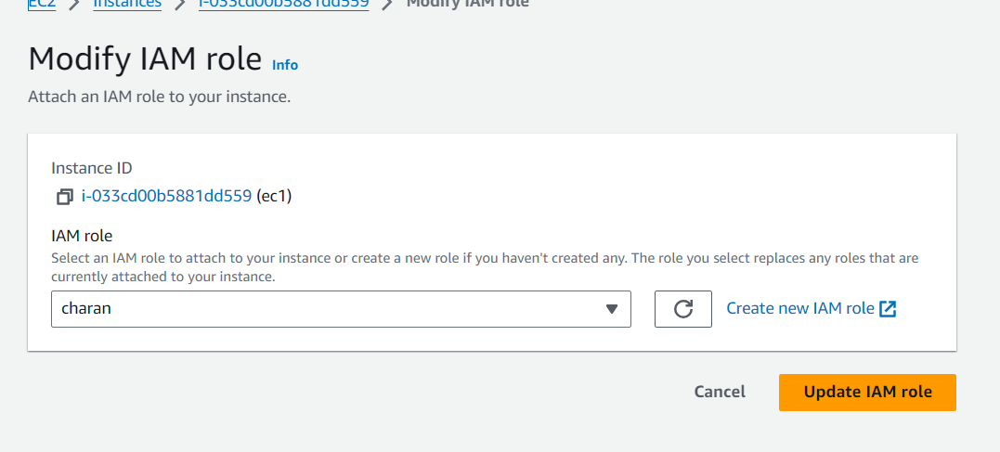 EC2 > Instances > i-033cd00b5881dd559 > Modify IAM role
Modify IAM role Info
Attach an IAM role to your instance.
Instance ID
i-033cd00b5881dd559 (ec1)
IAM role
Select an IAM role to attach to your instance or create a new role if you haven't created any. The role you select replaces any roles that are
currently attached to your instance.
charan
Create new IAM role
Cancel
Update IAM role